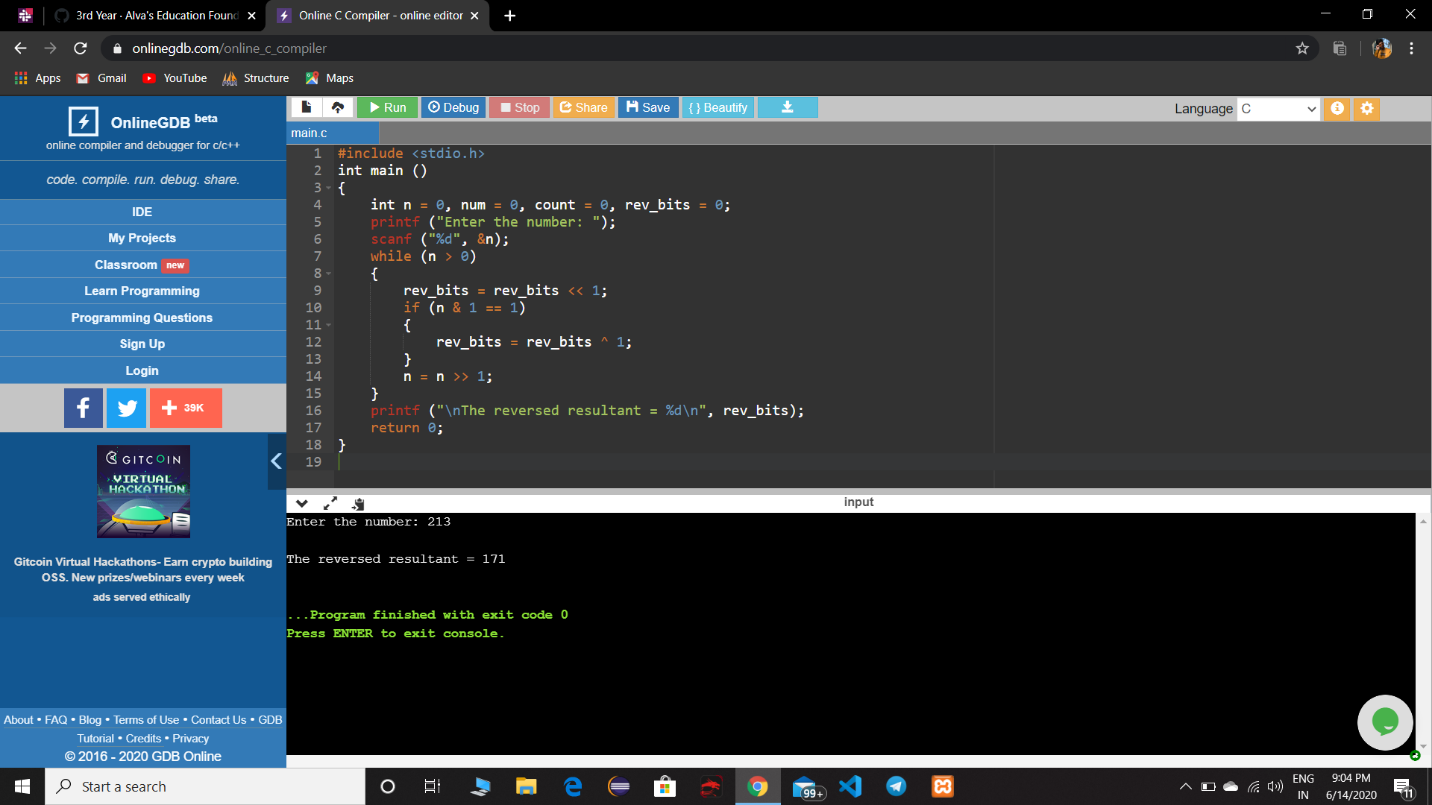 3rd Year · Alva's Education Found
Online C Compiler - online editor
onlinegdb.com/online_c_compiler
Apps Gmail YouTube Structure Maps
OnlineGDB beta
online compiler and debugger for c/c++
code. compile. run. debug. share.
IDE
My Projects
Classroom new
Learn Programming
Programming Questions
Sign Up
Login
39K
GITCOIN
VIRTUAL
HACKATHON
Gitcoin Virtual Hackathons- Earn crypto building
OSS. New prizes/webinars every week
ads served ethically
About • FAQ • Blog • Terms of Use • Contact Us • GDB
Tutorial • Credits • Privacy
© 2016 - 2020 GDB Online
Run Debug Stop Share Save { } Beautify
Language C
main.c
1 #include <stdio.h>
2 int main ()
3 {
4 int n = 0, num = 0, count = 0, rev_bits = 0;
5 printf ("Enter the number: ");
6 scanf ("%d", &n);
7 while (n > 0)
8 {
9 rev_bits = rev_bits << 1;
10 if (n & 1 == 1)
11 {
12 rev_bits = rev_bits ^ 1;
13 }
14 n = n >> 1;
15 }
16 printf ("\nThe reversed resultant = %d\n", rev_bits);
17 return 0;
18 }
19
input
Enter the number: 213
The reversed resultant = 171
...Program finished with exit code 0
Press ENTER to exit console.
Start a search
99+
ENG
IN
9:04 PM
6/14/2020
11